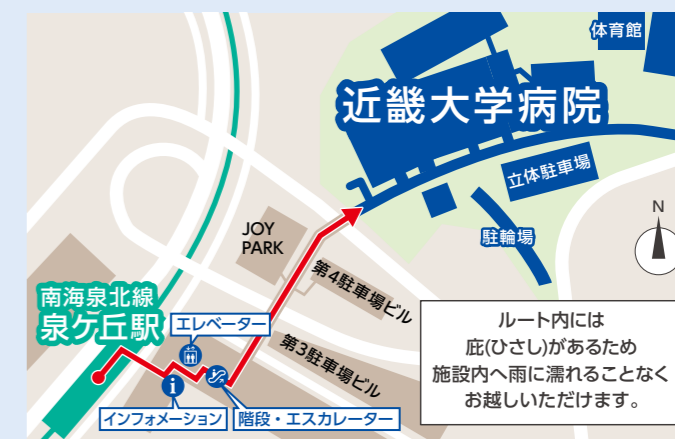 体育館
近畿大学病院
立体駐車場
N
駐輪場
JOY
PARK
第4駐車場ビル
南海泉北線
泉ケ丘駅
エレベーター
第3駐車場ビル
インフォメーション
階段・エスカレーター
ルート内には
庇(ひさし)があるため
施設内へ雨に濡れることなく
お越しいただけます。